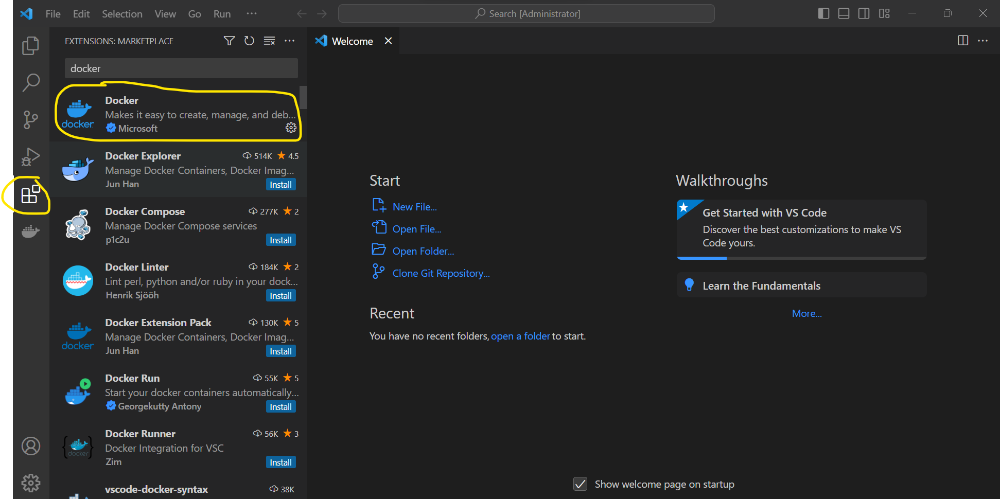 File Edit Selection View Go Run ···
Search [Administrator]
EXTENSIONS: MARKETPLACE
docker
Docker
Makes it easy to create, manage, and deb...
Microsoft
docker
Docker Explorer 514K ★ 4.5
Manage Docker Containers, Docker Imag...
Jun Han Install
Docker Compose 277K ★ 2
Manage Docker Compose services
p1c2u Install
Docker Linter 184K ★ 2
Lint perl, python and/or ruby in your dock...
Henrik Sjööh Install
Docker Extension Pack 130K ★ 5
Manage Docker Containers, Docker Imag...
docker
Jun Han Install
Docker Run 55K ★ 5
Start your docker containers automatically...
Georgekutty Antony Install
Docker Runner 56K ★ 3
Docker Integration for VSC
docker
Zim Install
vscode-docker-syntax 38K
Welcome
Start
New File...
Open File...
Open Folder...
Clone Git Repository...
Recent
You have no recent folders, open a folder to start.
Walkthroughs
Get Started with VS Code
Discover the best customizations to make VS
Code yours.
Learn the Fundamentals
More...
Show welcome page on startup